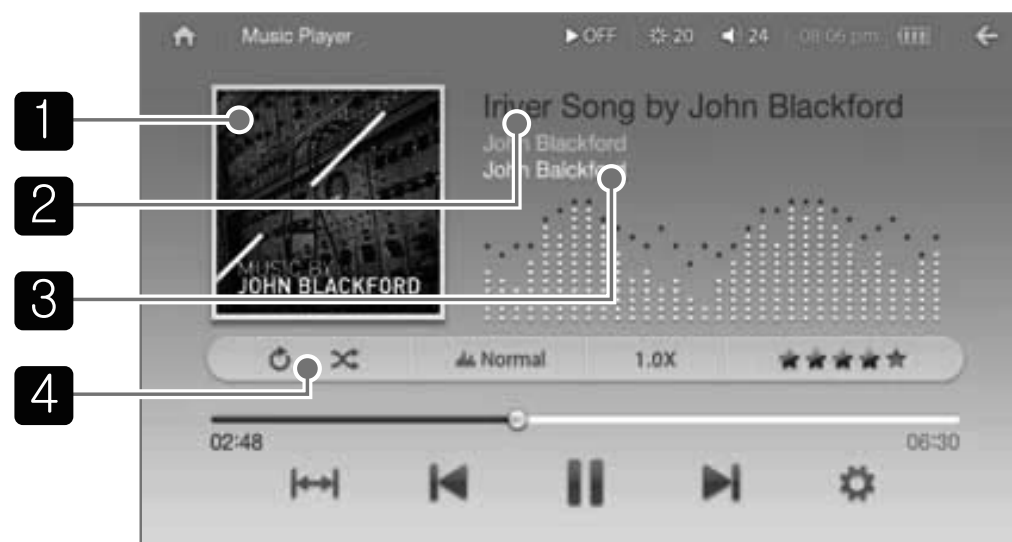 Music Player
OFF 20 24 08:06 pm
1
Iriver Song by John Blackford
John Blackford
2
John Balckford
3
MUSIC BY
JOHN BLACKFORD
4
Normal 1.0X
02:48 06:30